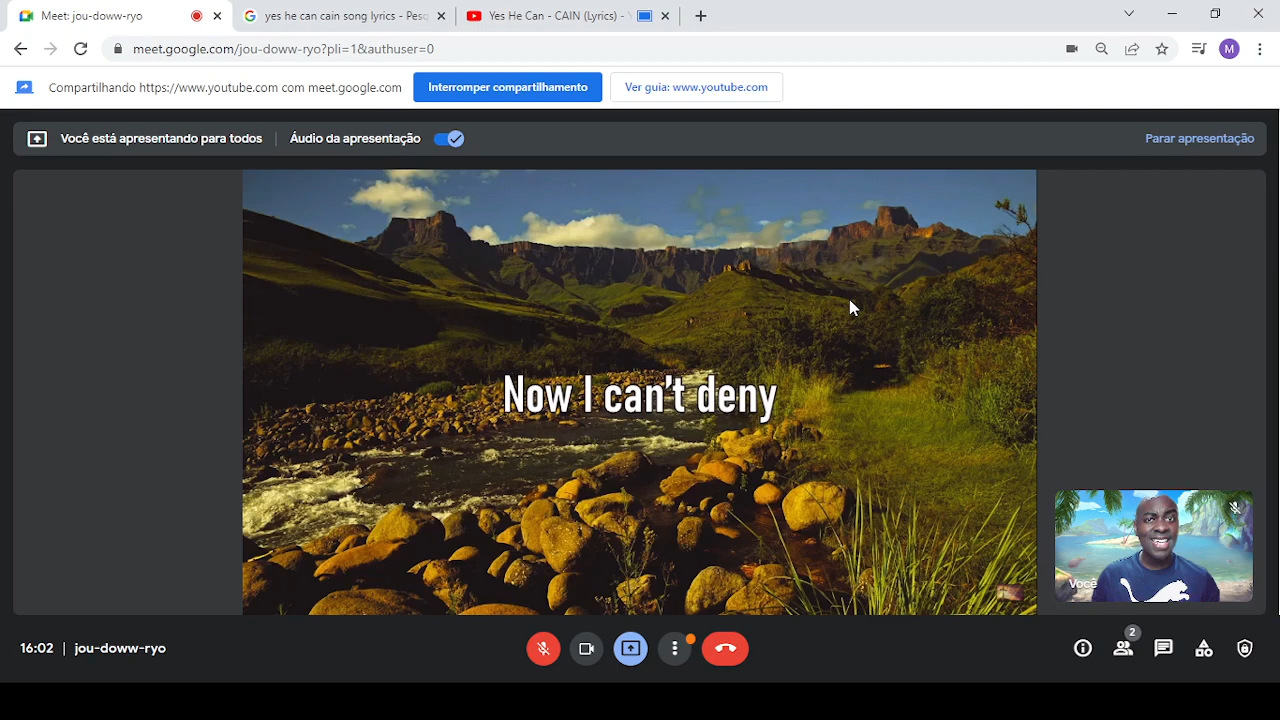 Meet: jou-doww-ryo
yes he can cain song lyrics - Pesq
Yes He Can - CAIN (Lyrics) -
meet.google.com/jou-doww-ryo?pli=1&authuser=0
M
Compartilhando https://www.youtube.com com meet.google.com
Interromper compartilhamento
Ver guia: www.youtube.com
Você está apresentando para todos
Áudio da apresentação
Parar apresentação
Now I can't deny
Você
16:02 | jou-doww-ryo
2